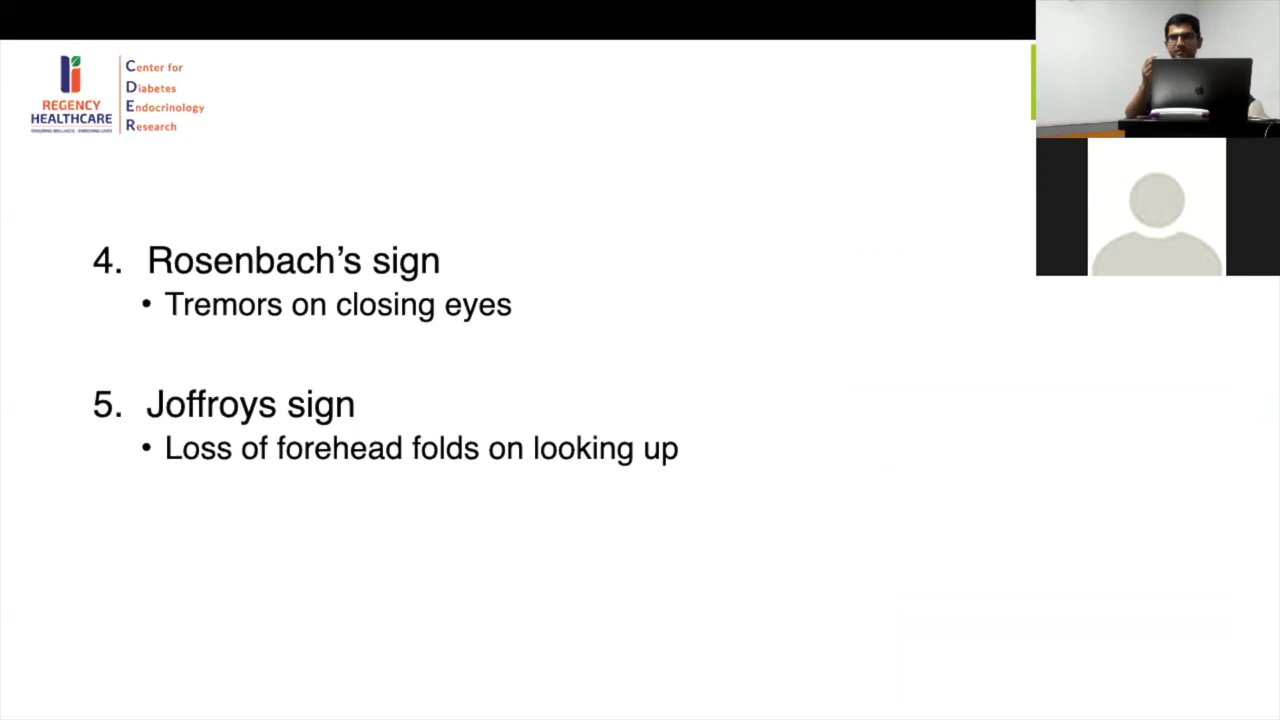 REGENCY
HEALTHCARE
Center for
Diabetes
Endocrinology
Research
4. Rosenbach’s sign
• Tremors on closing eyes
5. Joffroys sign
• Loss of forehead folds on looking up